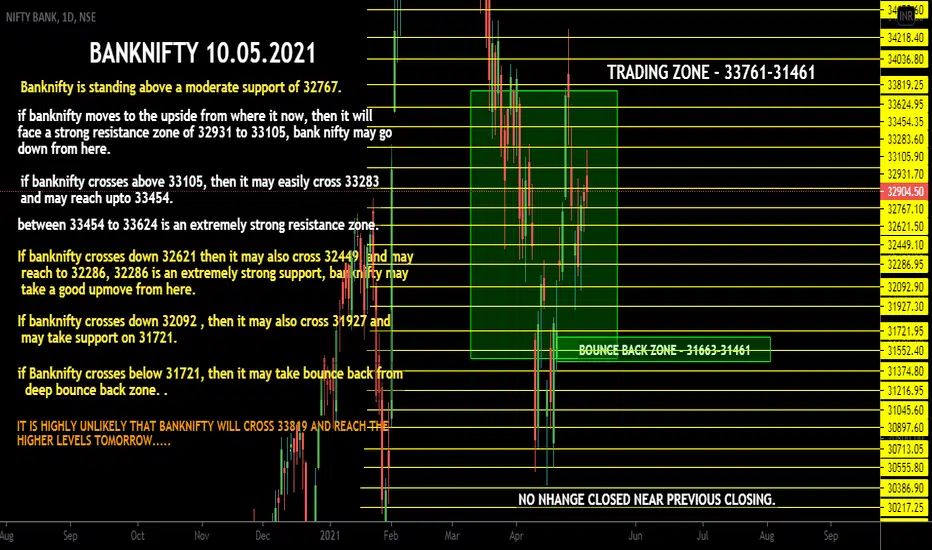 NIFTY BANK, 1D, NSE
BANKNIFTY 10.05.2021
Banknifty is standing above a moderate support of 32767.
if banknifty moves to the upside from where it now, then it will
face a strong resistance zone of 32931 to 33105, bank nifty may go
down from here.
if banknifty crosses above 33105, then it may easily cross 33283
and may reach upto 33454.
between 33454 to 33624 is an extremely strong resistance zone.
If banknifty crosses down 32621 then it may also cross 32449 and may
reach to 32286, 32286 is an extremely strong support, banknifty may
take a good upmove from here.
If banknifty crosses down 32092 , then it may also cross 31927 and
may take support on 31721.
if Banknifty crosses below 31721, then it may take bounce back from
deep bounce back zone. .
IT IS HIGHLY UNLIKELY THAT BANKNIFTY WILL CROSS 33819 AND REACH THE
HIGHER LEVELS TOMORROW.....
TRADING ZONE - 33761-31461
BOUNCE BACK ZONE - 31663-31461
NO NHANGE CLOSED NEAR PREVIOUS CLOSING.
INR
34218.40
34036.80
33819.25
33624.95
33454.35
33283.60
33105.90
32931.70
32904.50
32767.10
32621.50
32449.10
32286.95
32092.90
31927.30
31721.95
31552.40
31374.80
31216.95
31045.60
30897.60
30713.05
30555.80
30386.90
30217.25
Aug Sep Oct Nov Dec 2021 Feb Mar Apr May Jun Jul Aug Sep